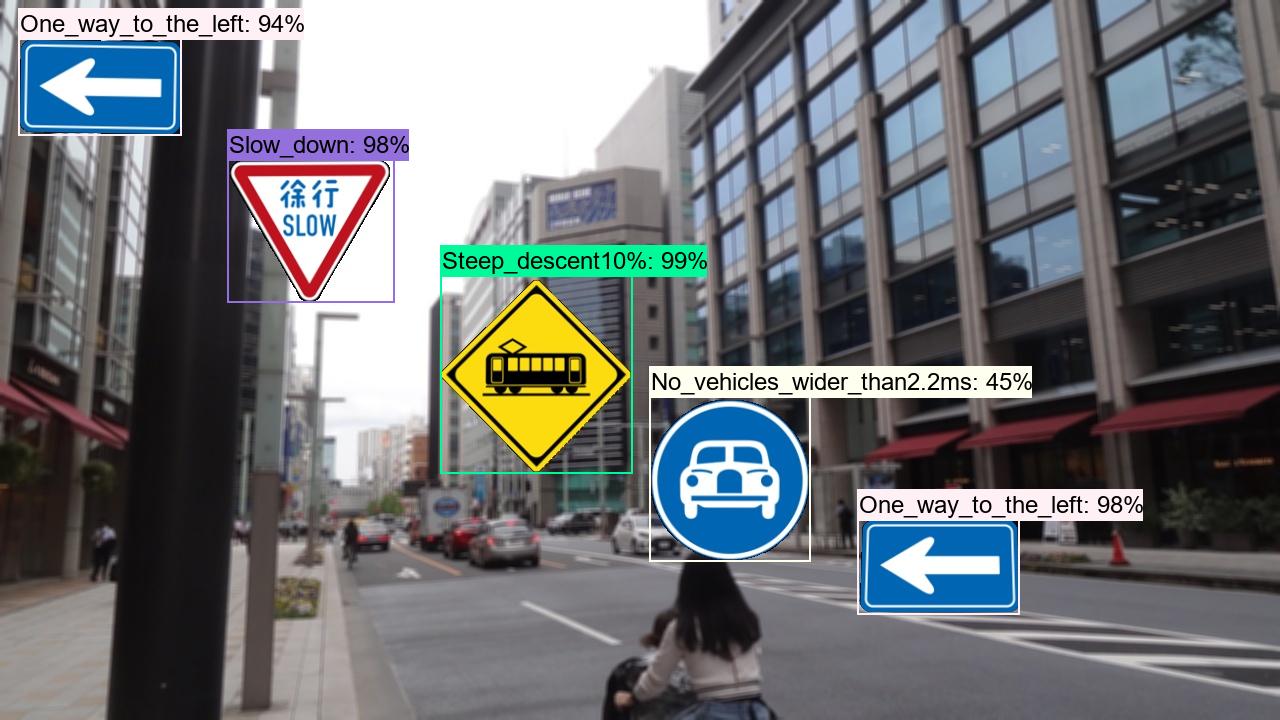 One_way_to_the_left: 94%
Slow_down: 98%
徐行
SLOW
Steep_descent10%: 99%
No_vehicles_wider_than2.2ms: 45%
One_way_to_the_left: 98%